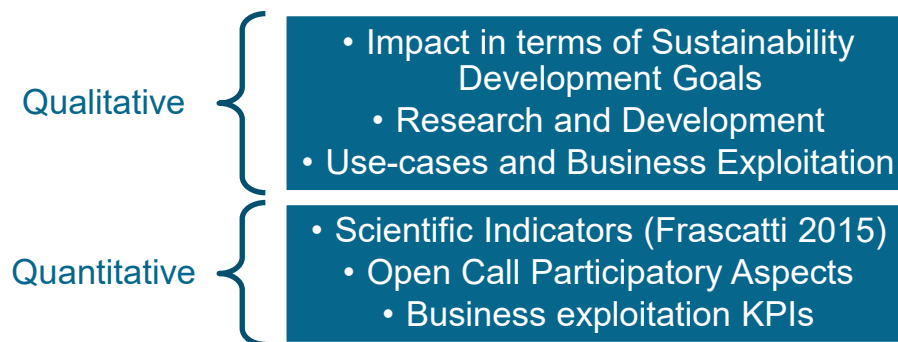 Qualitative
• Impact in terms of Sustainability
Development Goals
• Research and Development
• Use-cases and Business Exploitation
Quantitative
• Scientific Indicators (Frascatti 2015)
• Open Call Participatory Aspects
• Business exploitation KPIs